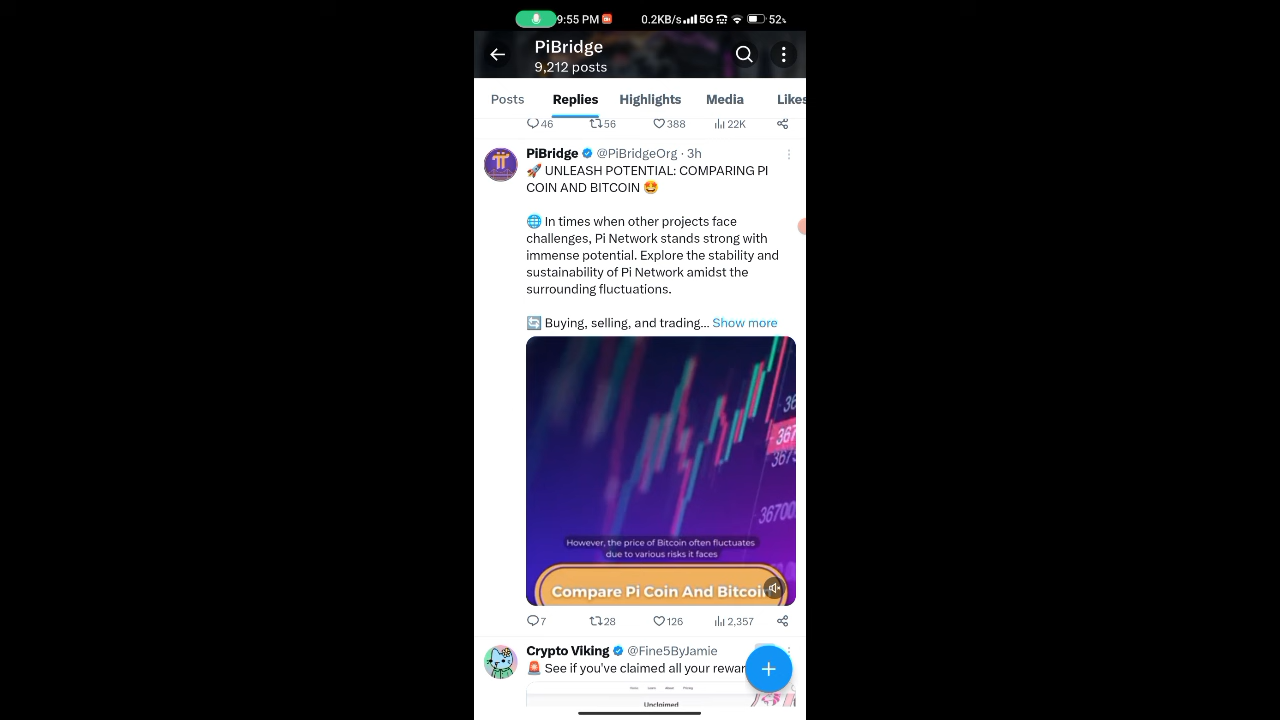 9:55 PM 0.2KB/s 5G 52
PiBridge
9,212 posts
Posts Replies Highlights Media Likes
46 56 388 22K
PiBridge @PiBridgeOrg · 3h
🚀 UNLEASH POTENTIAL: COMPARING PI
COIN AND BITCOIN 🤩
🌐 In times when other projects face
challenges, Pi Network stands strong with
immense potential. Explore the stability and
sustainability of Pi Network amidst the
surrounding fluctuations.
🔄 Buying, selling, and trading... Show more
36700
However, the price of Bitcoin often fluctuates
due to various risks it faces
Compare Pi Coin And Bitcoin
7 28 126 2,357
Crypto Viking @Fine5ByJamie
🚨 See if you've claimed all your rewar
Unclaimed